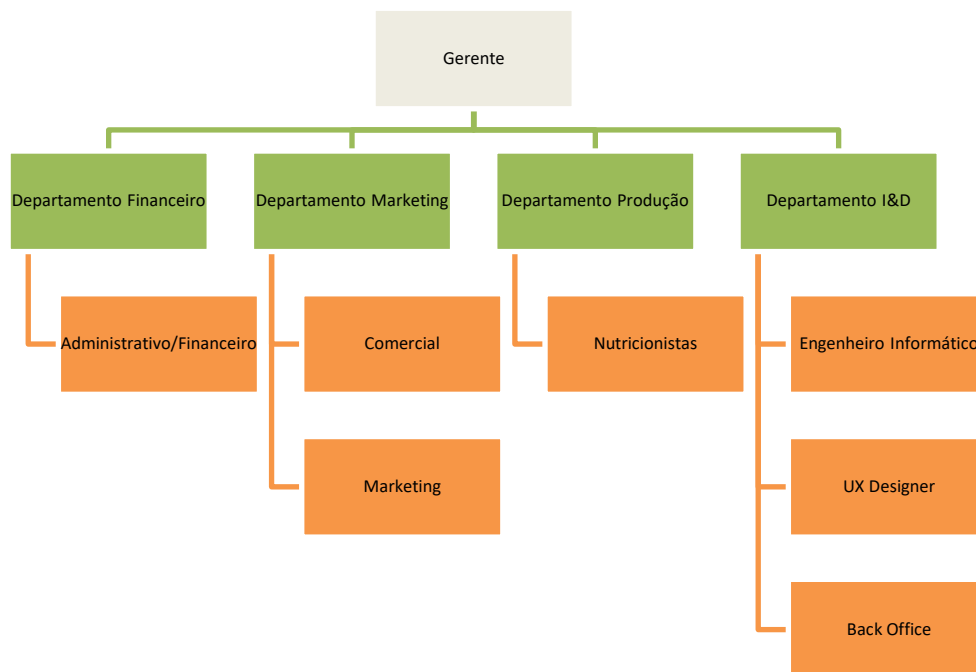 Gerente
Departamento Financeiro
Departamento Marketing
Departamento Produção
Departamento I&D
Administrativo/Financeiro
Comercial
Nutricionistas
Engenheiro Informático
Marketing
UX Designer
Back Office